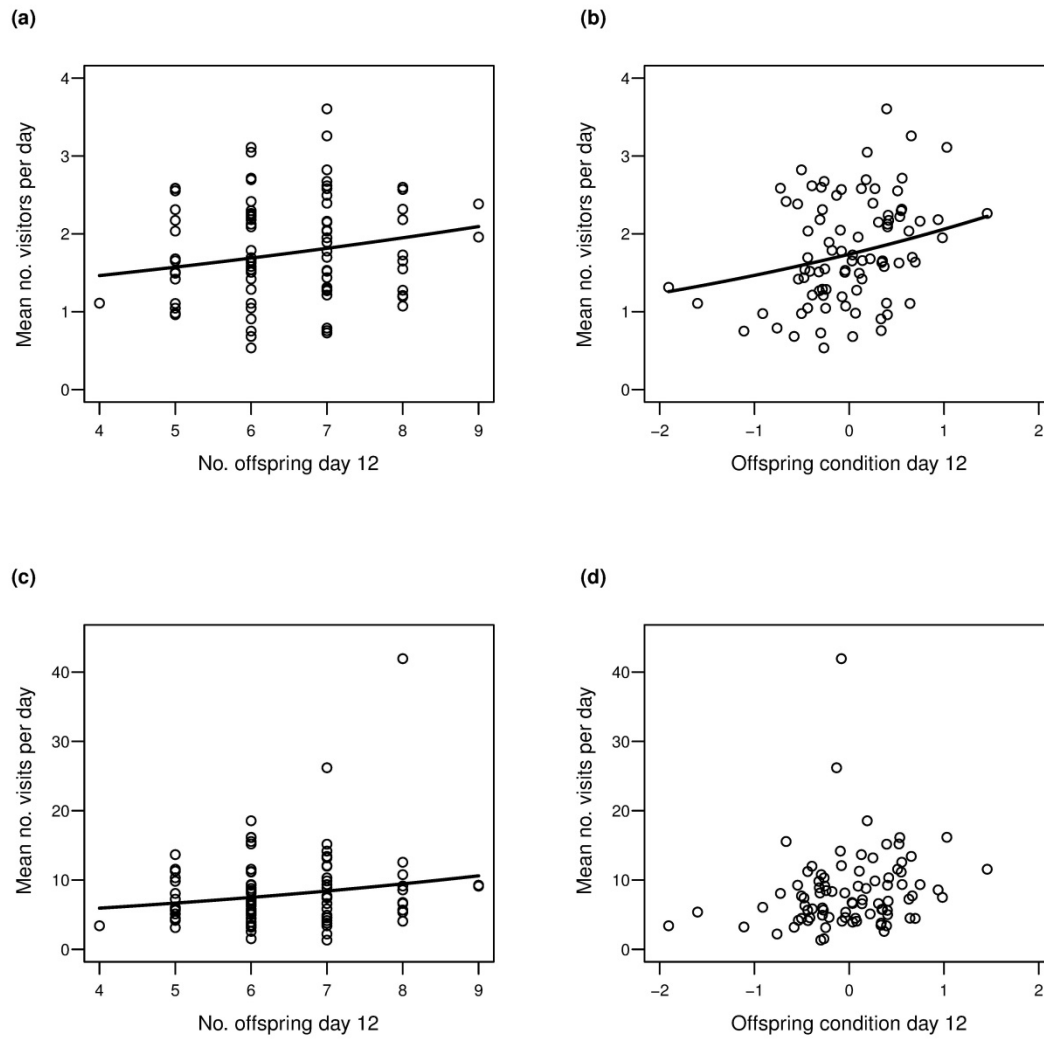 (a)
Mean no. visitors per day
4
3
2
1
0
4 5 6 7 8 9
No. offspring day 12
(b)
Mean no. visitors per day
4
3
2
1
0
−2 −1 0 1 2
Offspring condition day 12
(c)
Mean no. visits per day
40
30
20
10
0
4 5 6 7 8 9
No. offspring day 12
(d)
Mean no. visits per day
40
30
20
10
0
−2 −1 0 1 2
Offspring condition day 12